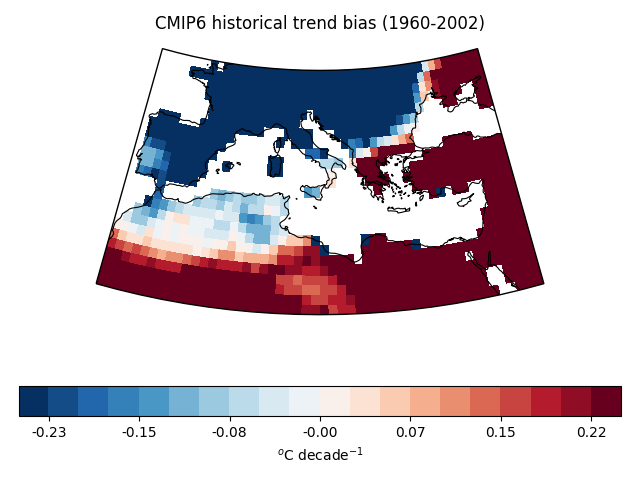 CMIP6 historical trend bias (1960-2002)
-0.23 -0.15 -0.08 -0.00 0.07 0.15 0.22
°C decade⁻¹